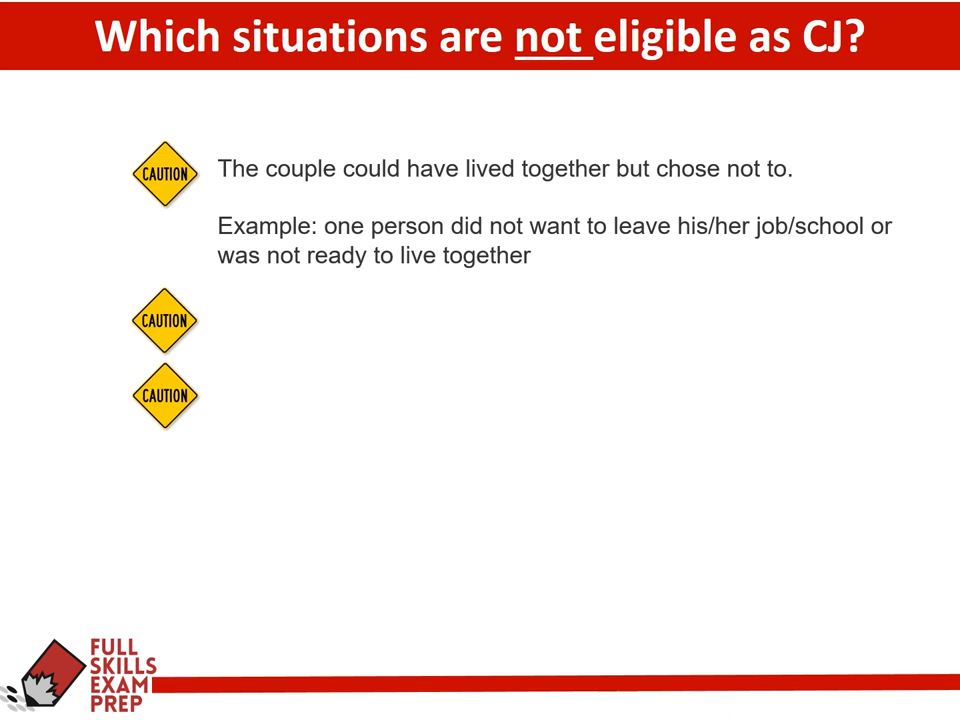 Which situations are not eligible as CJ?
CAUTION
The couple could have lived together but chose not to.
Example: one person did not want to leave his/her job/school or
was not ready to live together
CAUTION
CAUTION
FULL
SKILLS
EXAM
PREP